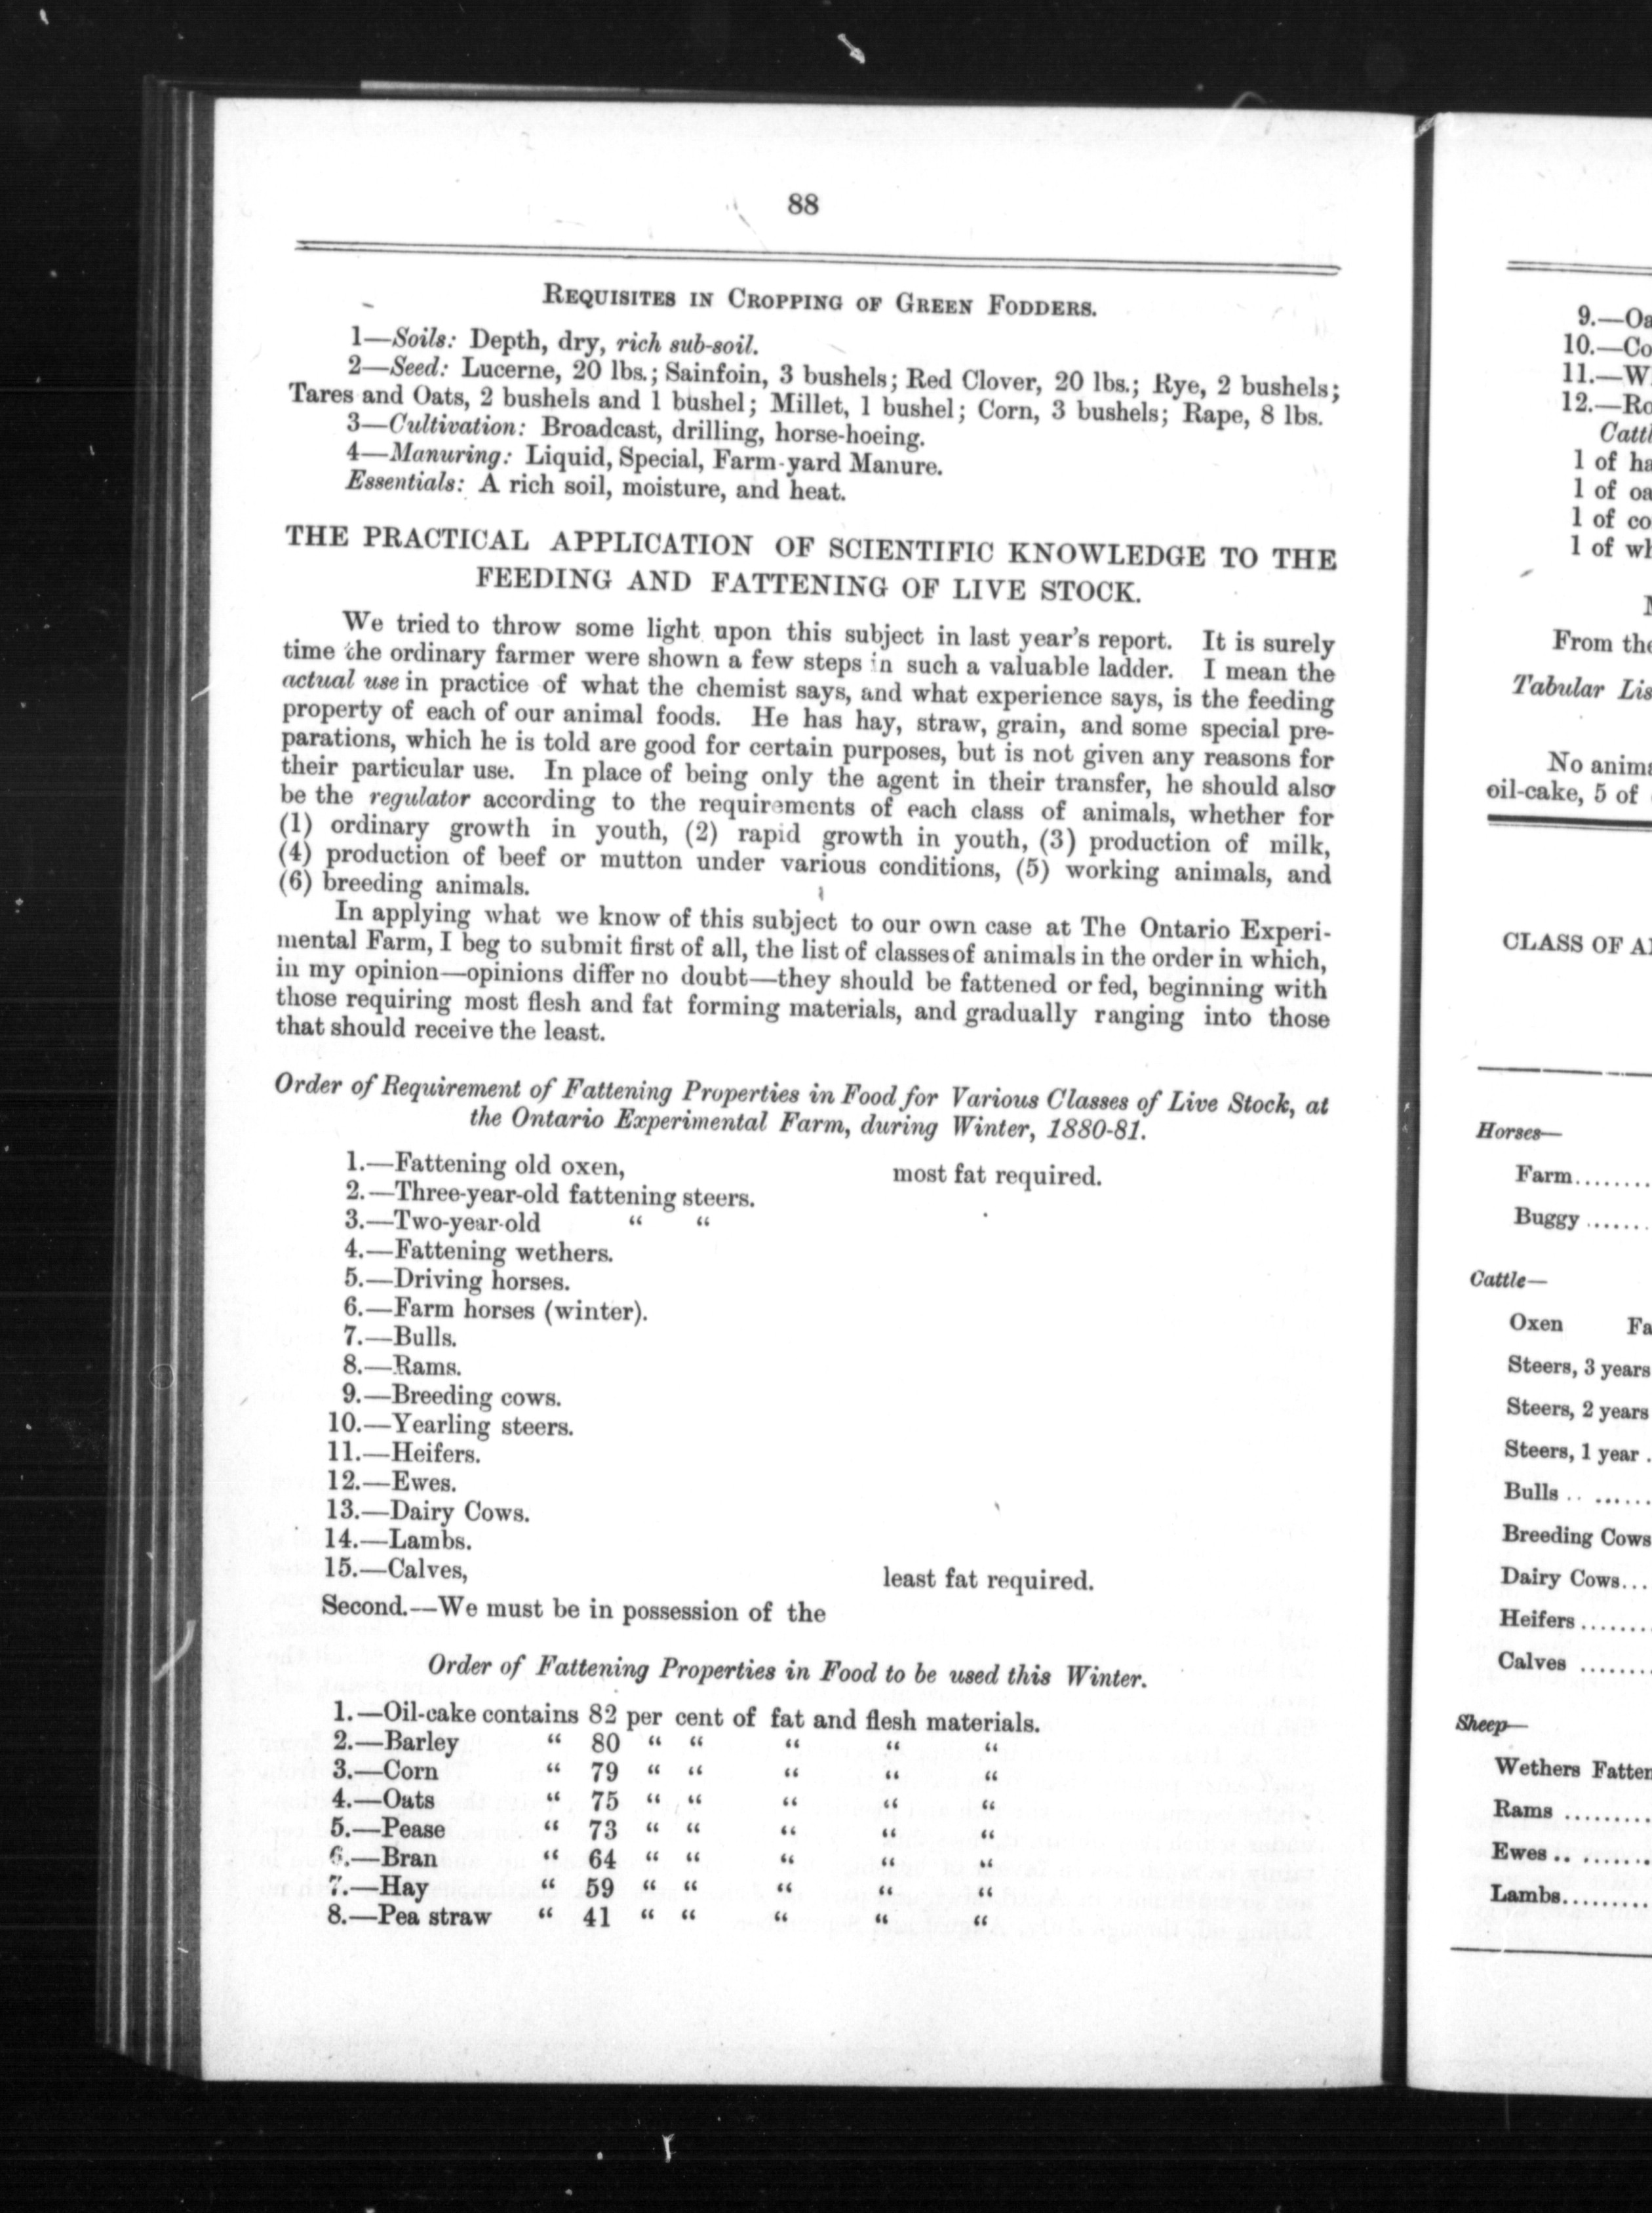 88
REQUISITES IN CROPPING OF GREEN FODDERS.
1—Soils: Depth, dry, rich sub-soil.
2—Seed: Lucerne, 20 lbs.; Sainfoin, 3 bushels; Red Clover, 20 lbs.; Rye, 2 bushels;
Tares and Oats, 2 bushels and 1 bushel; Millet, 1 bushel; Corn, 3 bushels; Rape, 8 lbs.
3—Cultivation: Broadcast, drilling, horse-hoeing.
4—Manuring: Liquid, Special, Farm-yard Manure.
Essentials: A rich soil, moisture, and heat.
THE PRACTICAL APPLICATION OF SCIENTIFIC KNOWLEDGE TO THE
FEEDING AND FATTENING OF LIVE STOCK.
We tried to throw some light upon this subject in last year's report. It is surely
time the ordinary farmer were shown a few steps in such a valuable ladder. I mean the
actual use in practice of what the chemist says, and what experience says, is the feeding
property of each of our animal foods. He has hay, straw, grain, and some special pre-
parations, which he is told are good for certain purposes, but is not given any reasons for
their particular use. In place of being only the agent in their transfer, he should also
be the regulator according to the requirements of each class of animals, whether for
(1) ordinary growth in youth, (2) rapid growth in youth, (3) production of milk,
(4) production of beef or mutton under various conditions, (5) working animals, and
(6) breeding animals.
In applying what we know of this subject to our own case at The Ontario Experi-
mental Farm, I beg to submit first of all, the list of classes of animals in the order in which,
in my opinion—opinions differ no doubt—they should be fattened or fed, beginning with
those requiring most flesh and fat forming materials, and gradually ranging into those
that should receive the least.
Order of Requirement of Fattening Properties in Food for Various Classes of Live Stock, at
the Ontario Experimental Farm, during Winter, 1880-81.
1.—Fattening old oxen, most fat required.
2.—Three-year-old fattening steers.
3.—Two-year-old " "
4.—Fattening wethers.
5.—Driving horses.
6.—Farm horses (winter).
7.—Bulls.
8.—Rams.
9.—Breeding cows.
10.—Yearling steers.
11.—Heifers.
12.—Ewes.
13.—Dairy Cows.
14.—Lambs.
15.—Calves, least fat required.
Second.—We must be in possession of the
Order of Fattening Properties in Food to be used this Winter.
1.—Oil-cake contains 82 per cent of fat and flesh materials.
2.—Barley " 80 " " " " "
3.—Corn " 79 " " " " "
4.—Oats " 75 " " " " "
5.—Pease " 73 " " " " "
6.—Bran " 64 " " " " "
7.—Hay " 59 " " " " "
8.—Pea straw " 41 " " " " "
9.—Oa
10.—Co
11.—W
12.—Ro
Cattl
1 of ha
1 of oa
1 of co
1 of wh
From the
Tabular Lis
No anima
oil-cake, 5 of
CLASS OF A
Horses—
Farm........
Buggy ......
Cattle—
Oxen Fa
Steers, 3 years
Steers, 2 years
Steers, 1 year .
Bulls .. ......
Breeding Cows
Dairy Cows...
Heifers .......
Calves .......
Sheep—
Wethers Fatten
Rams .........
Ewes .. ......
Lambs.........